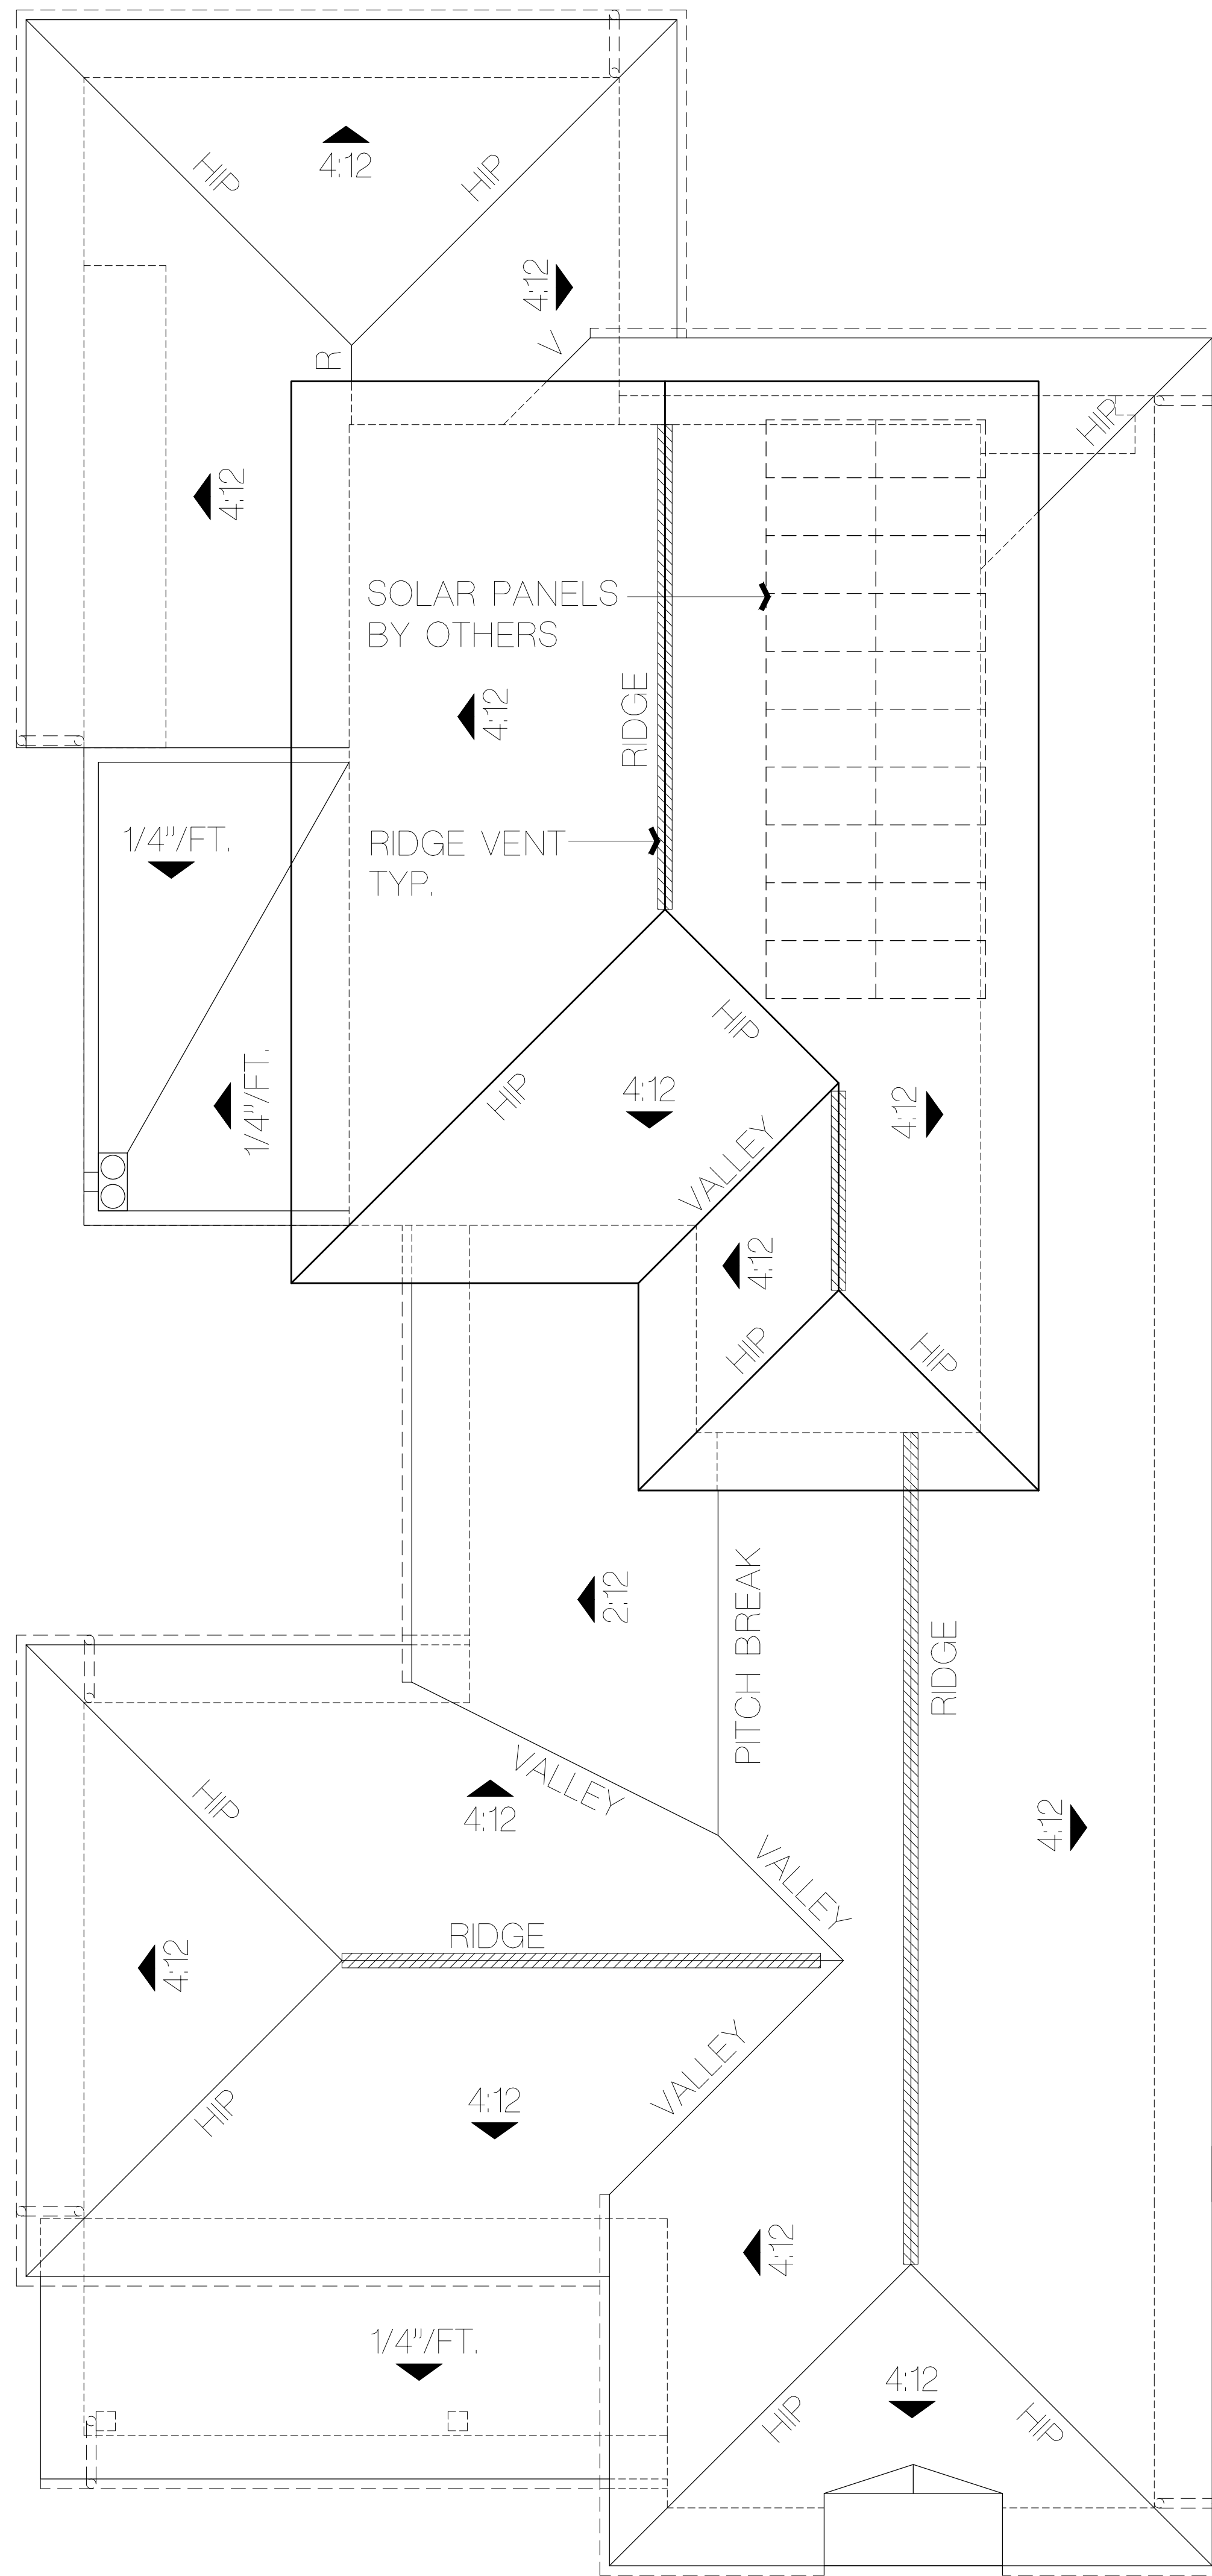 4:12
HIP
HIP
4:12
V
R
HIP
4:12
SOLAR PANELS
BY OTHERS
4:12
RIDGE
1/4"/FT.
RIDGE VENT
TYP.
HIP
1/4"/FT.
HIP
4:12
4:12
VALLEY
4:12
HIP
HIP
2:12
PITCH BREAK
RIDGE
VALLEY
HIP
4:12
4:12
VALLEY
RIDGE
4:12
VALLEY
HIP
4:12
4:12
1/4"/FT.
4:12
HIP
HIP